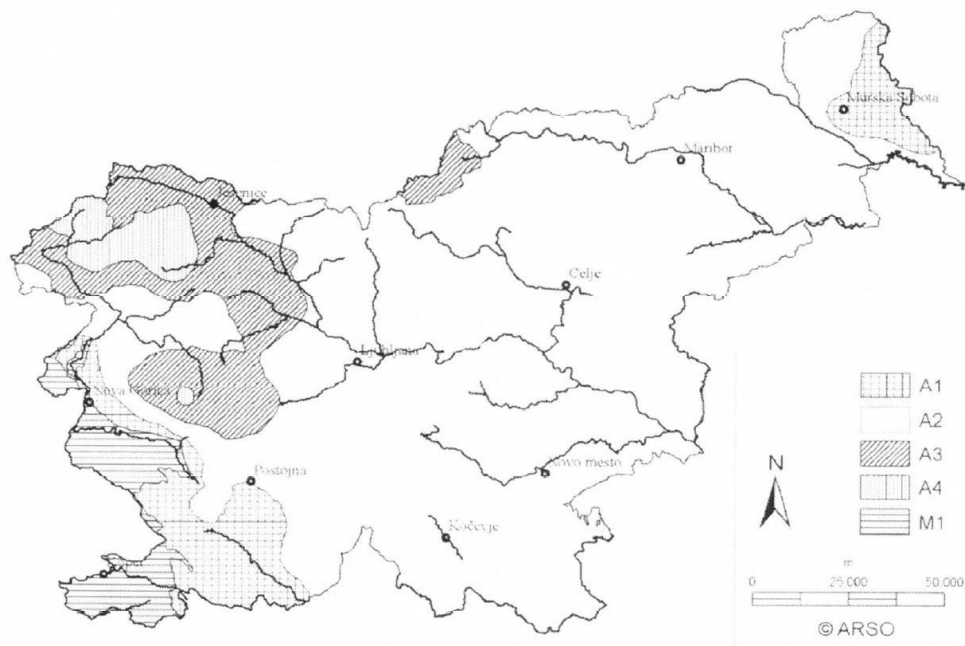 Murska Sobota
Maribor
Jesenice
Celje
Ljubljana
Nova Gorica
Postojna
Novo mesto
Kočevje
A1
A2
A3
A4
M1
N
m
0 25 000 50 000
© ARSO